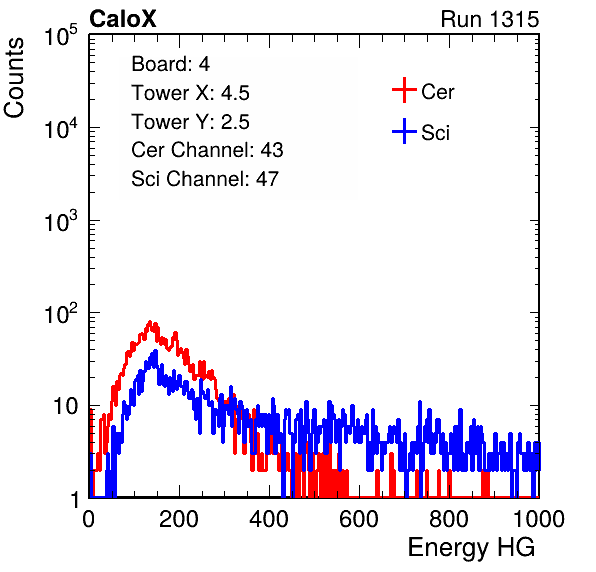 CaloX Run 1315
Counts
Board: 4
Tower X: 4.5
Tower Y: 2.5
Cer Channel: 43
Sci Channel: 47
Cer
Sci
10^5
10^4
10^3
10^2
10
1
0 200 400 600 800 1000
Energy HG